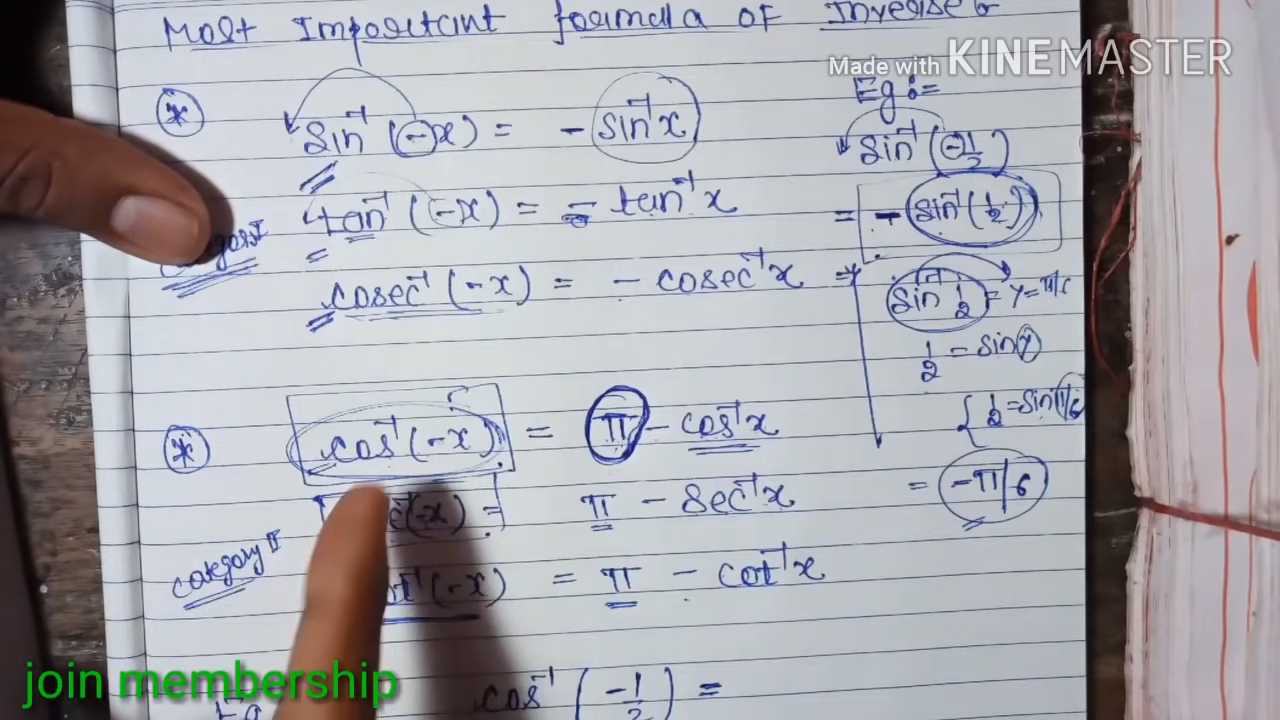 Most Important formula of Inverse
Made with KINEMASTER
* sin⁻¹(-x) = - sin⁻¹x
Eg :=
sin⁻¹(-1/2)
= - sin⁻¹(1/2)
tan⁻¹(-x) = - tan⁻¹x
cosec⁻¹(-x) = - cosec⁻¹x ⇒
sin⁻¹ 1/2 = y = π/6
1/2 = sin(y)
{ 1/2 = sin(π/6)
= -π/6
Category I
* cos⁻¹(-x) = π - cos⁻¹x
(-x) = π - sec⁻¹x
cot⁻¹(-x) = π - cot⁻¹x
Category II
cos⁻¹(-1/2) =
join membership